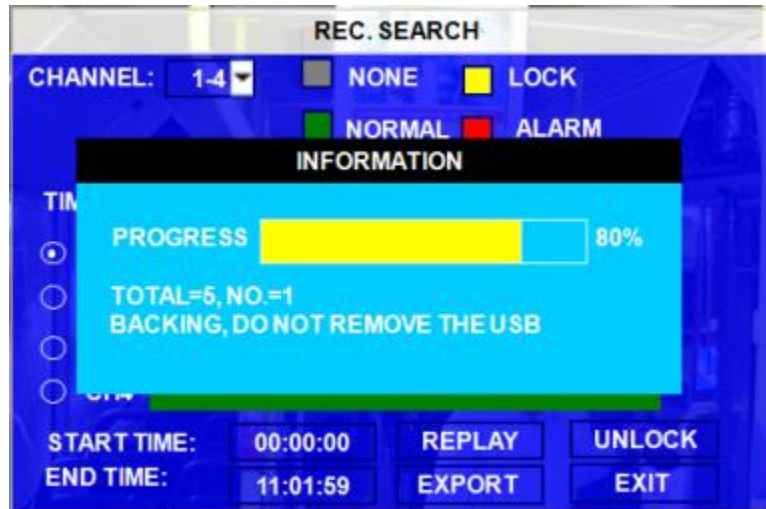 REC. SEARCH
CHANNEL: 1-4 NONE LOCK
NORMAL ALARM
INFORMATION
PROGRESS 80%
TOTAL=5, NO.=1
BACKING, DO NOT REMOVE THE USB
START TIME: 00:00:00 REPLAY UNLOCK
END TIME: 11:01:59 EXPORT EXIT